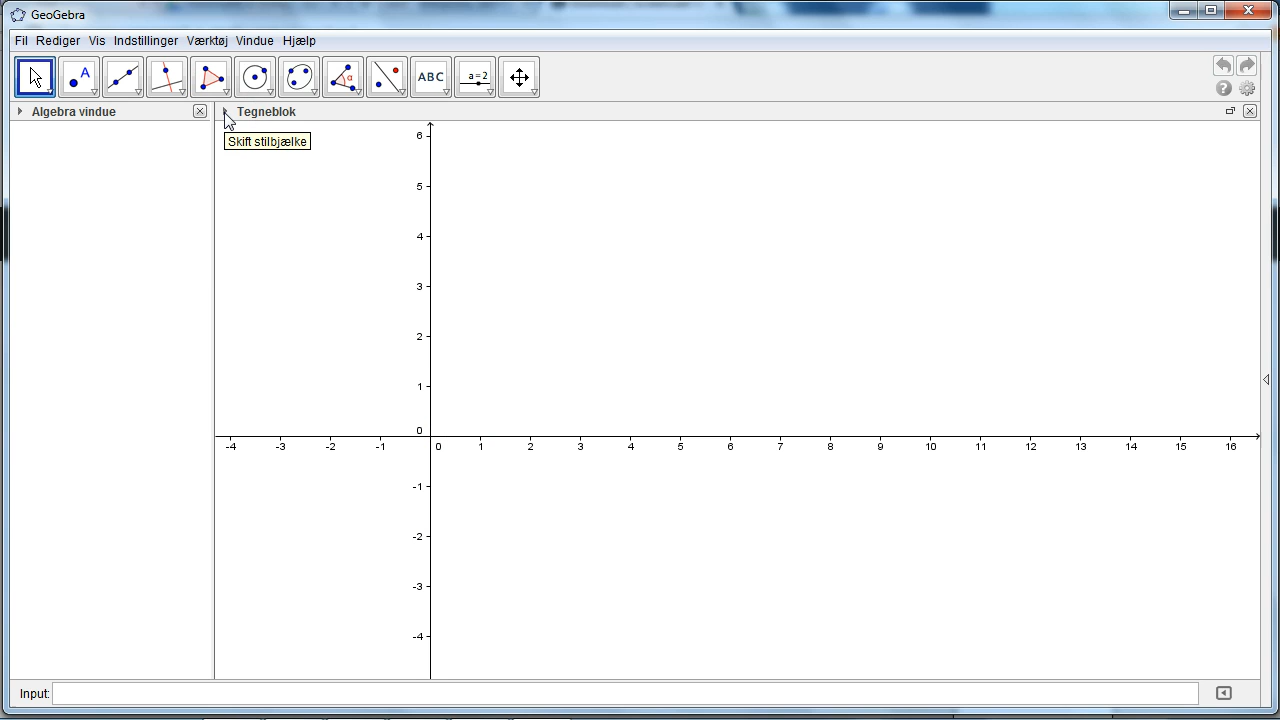 GeoGebra
Fil Rediger Vis Indstillinger Værktøj Vindue Hjælp
A α ABC a=2
Algebra vindue Tegneblok
Skift stilbjælke
6
5
4
3
2
1
0
-4 -3 -2 -1 0 1 2 3 4 5 6 7 8 9 10 11 12 13 14 15 16
-1
-2
-3
-4
Input: